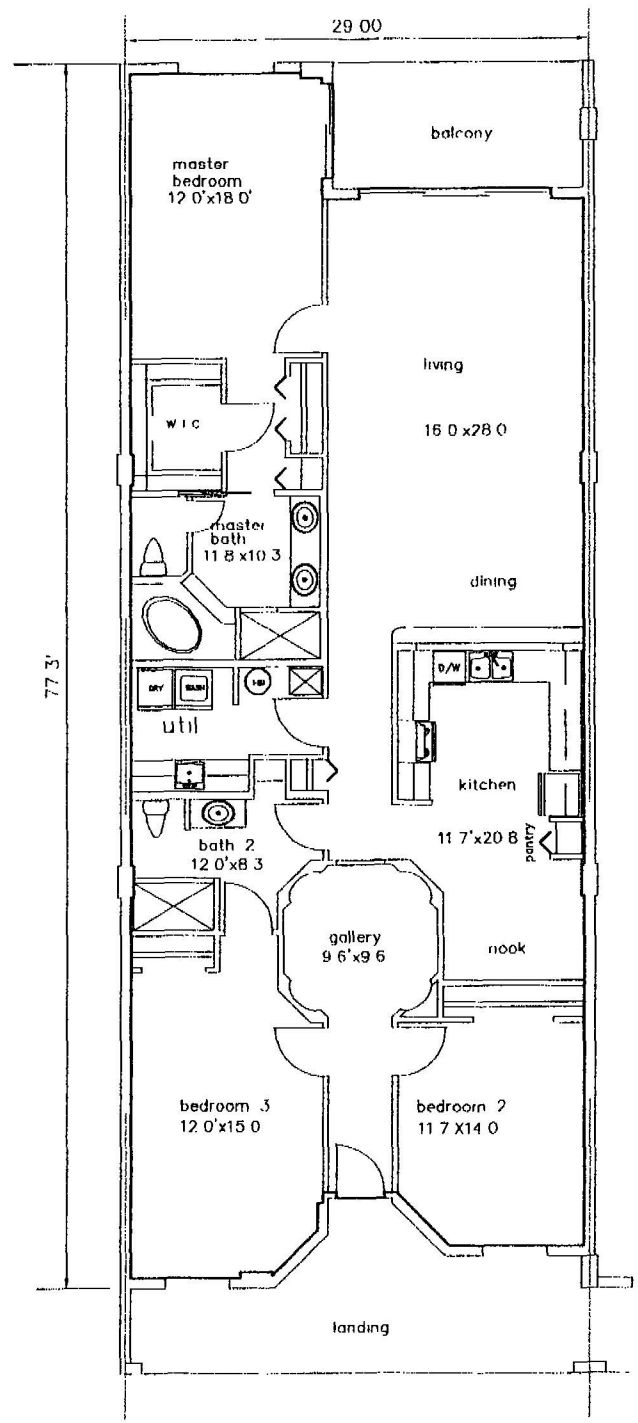 29 00
balcony
master
bedroom
12 0'x18 0'
living
W I C
16 0 x28 0
master
bath
11 8 x10 3
dining
77 3'
D/W
DRY
WASH
util
kitchen
11 7'x20 8
pantry
bath 2
12 0'x8 3
gallery
9 6'x9 6
nook
bedroom 3
12 0'x15 0
bedroom 2
11 7 X14 0
landing